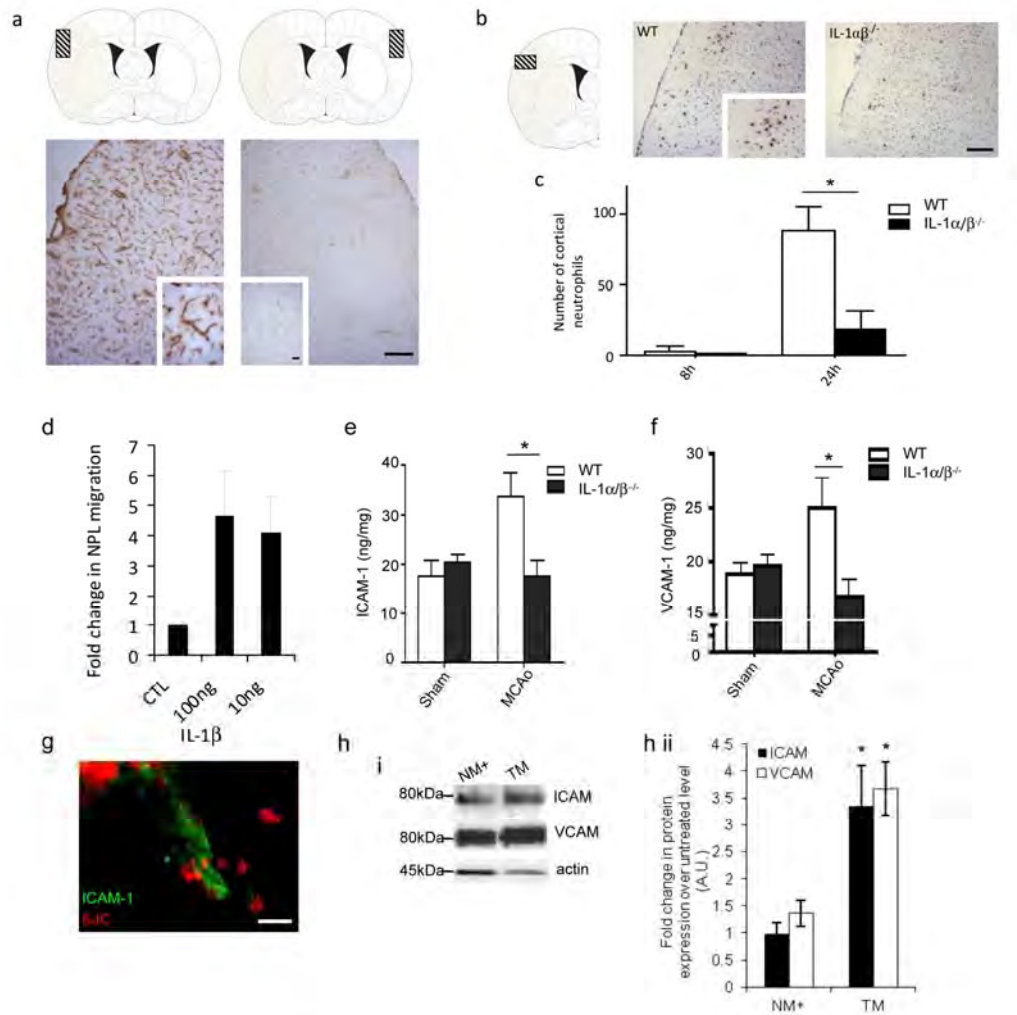 a
b
WT
IL-1αβ⁻/⁻
c
Number of cortical
neutrophils
100
50
0
8h
24h
*
WT
IL-1α/β⁻/⁻
d
Fold change in NPL migration
7
6
5
4
3
2
1
0
CTL
100ng
10ng
IL-1β
e
ICAM-1 (ng/mg)
40
30
20
10
0
Sham
MCAo
*
WT
IL-1α/β⁻/⁻
f
VCAM-1 (ng/mg)
30
25
20
15
5
0
Sham
MCAo
*
WT
IL-1α/β⁻/⁻
g
ICAM-1
SJC
h
i
NM+
TM
80kDa
ICAM
80kDa
VCAM
45kDa
actin
h ii
Fold change in protein
expression over untreated level
(A.U.)
4.5
4
3.5
3
2.5
2
1.5
1
0.5
0
ICAM
VCAM
*
*
NM+
TM